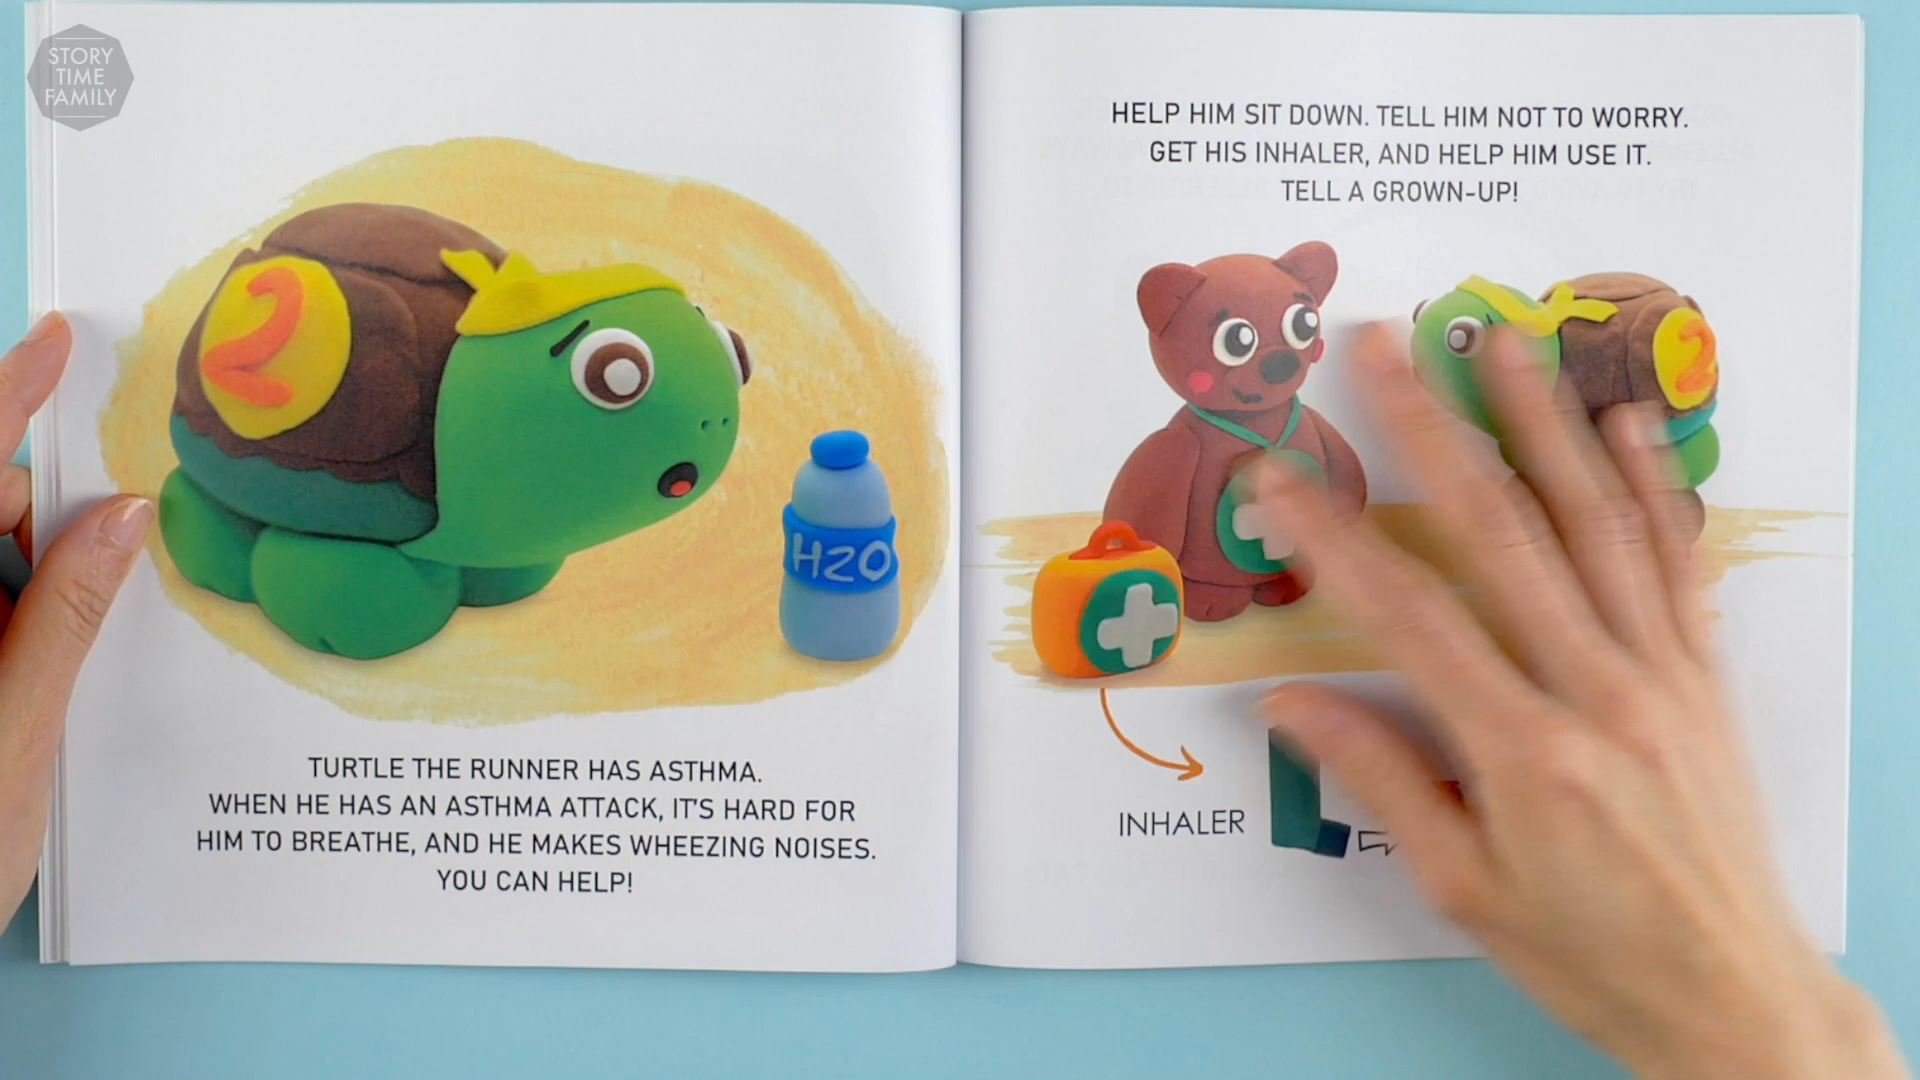 STORY
TIME
FAMILY
2
H2O
TURTLE THE RUNNER HAS ASTHMA.
WHEN HE HAS AN ASTHMA ATTACK, IT'S HARD FOR
HIM TO BREATHE, AND HE MAKES WHEEZING NOISES.
YOU CAN HELP!
HELP HIM SIT DOWN. TELL HIM NOT TO WORRY.
GET HIS INHALER, AND HELP HIM USE IT.
TELL A GROWN-UP!
2
INHALER